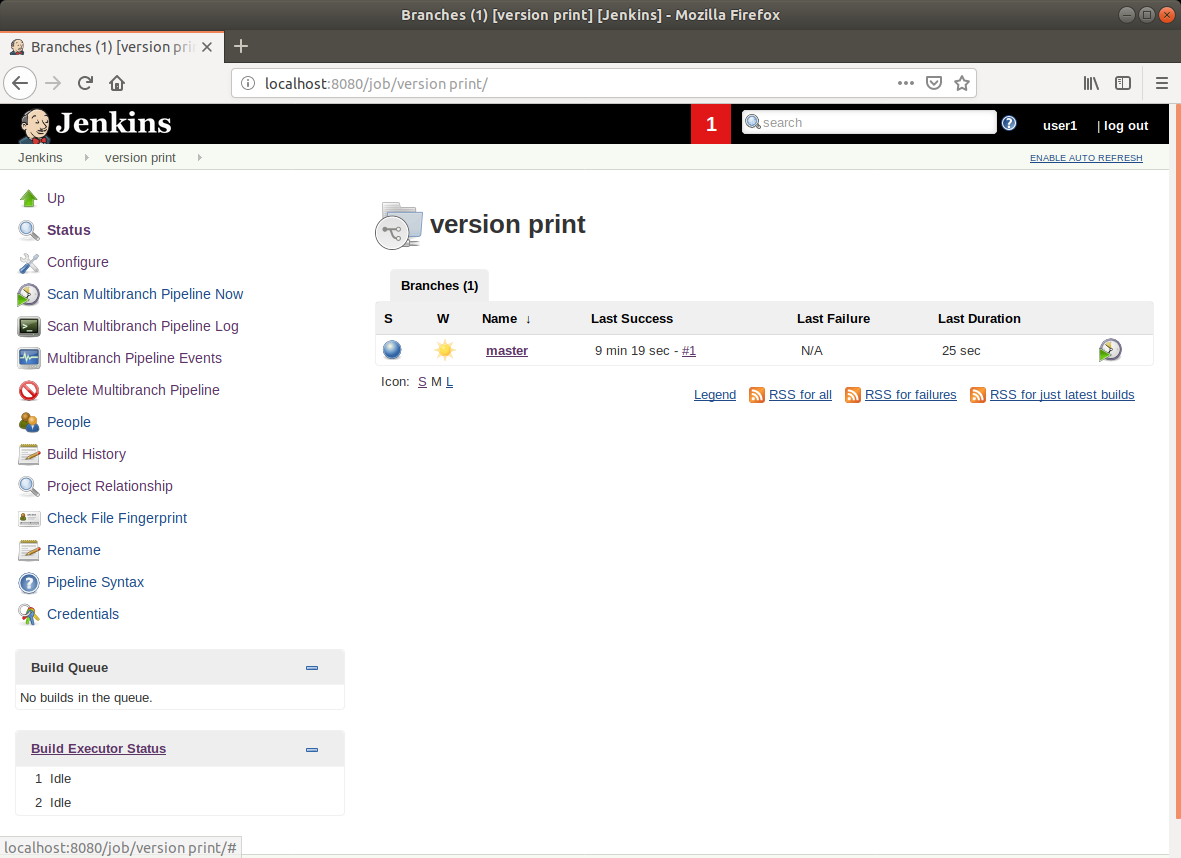 Branches (1) [version print] [Jenkins] - Mozilla Firefox
Branches (1) [version prin
localhost:8080/job/version print/
Jenkins
1
search
user1
| log out
Jenkins
version print
ENABLE AUTO REFRESH
Up
Status
Configure
Scan Multibranch Pipeline Now
Scan Multibranch Pipeline Log
Multibranch Pipeline Events
Delete Multibranch Pipeline
People
Build History
Project Relationship
Check File Fingerprint
Rename
Pipeline Syntax
Credentials
Build Queue
No builds in the queue.
Build Executor Status
1 Idle
2 Idle
version print
Branches (1)
S W Name ↓ Last Success Last Failure Last Duration
master 9 min 19 sec - #1 N/A 25 sec
Icon: S M L
Legend RSS for all RSS for failures RSS for just latest builds
localhost:8080/job/version print/#